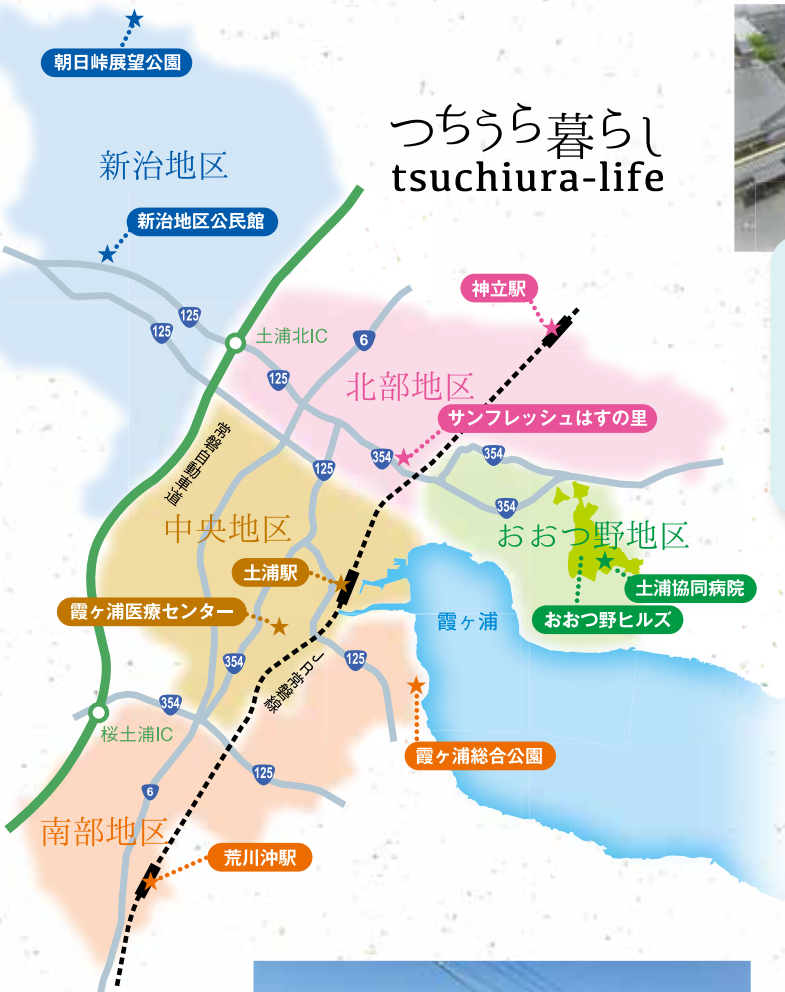 朝日峠展望公園
つちうら暮らし
tsuchiura-life
新治地区
新治地区公民館
神立駅
125
125
土浦北IC
6
125
北部地区
サンフレッシュはすの里
常磐自動車道
354
354
125
354
中央地区
おおつ野地区
土浦駅
土浦協同病院
霞ヶ浦医療センター
霞ヶ浦
おおつ野ヒルズ
354
125
JR常磐線
354
桜土浦IC
霞ヶ浦総合公園
125
6
南部地区
荒川沖駅